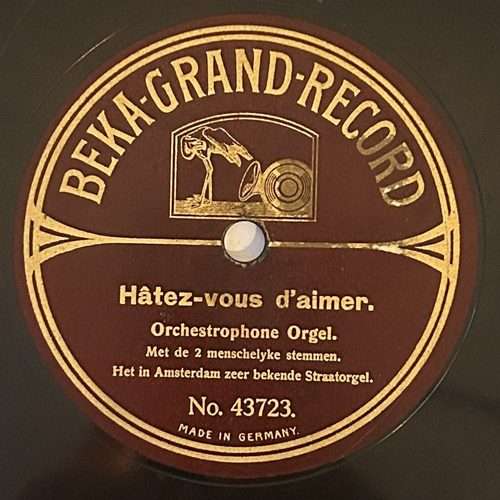 BEKA-GRAND-RECORD
Hâtez-vous d'aimer.
Orchestrophone Orgel.
Met de 2 menschelyke stemmen.
Het in Amsterdam zeer bekende Straatorgel.
No. 43723.
MADE IN GERMANY.